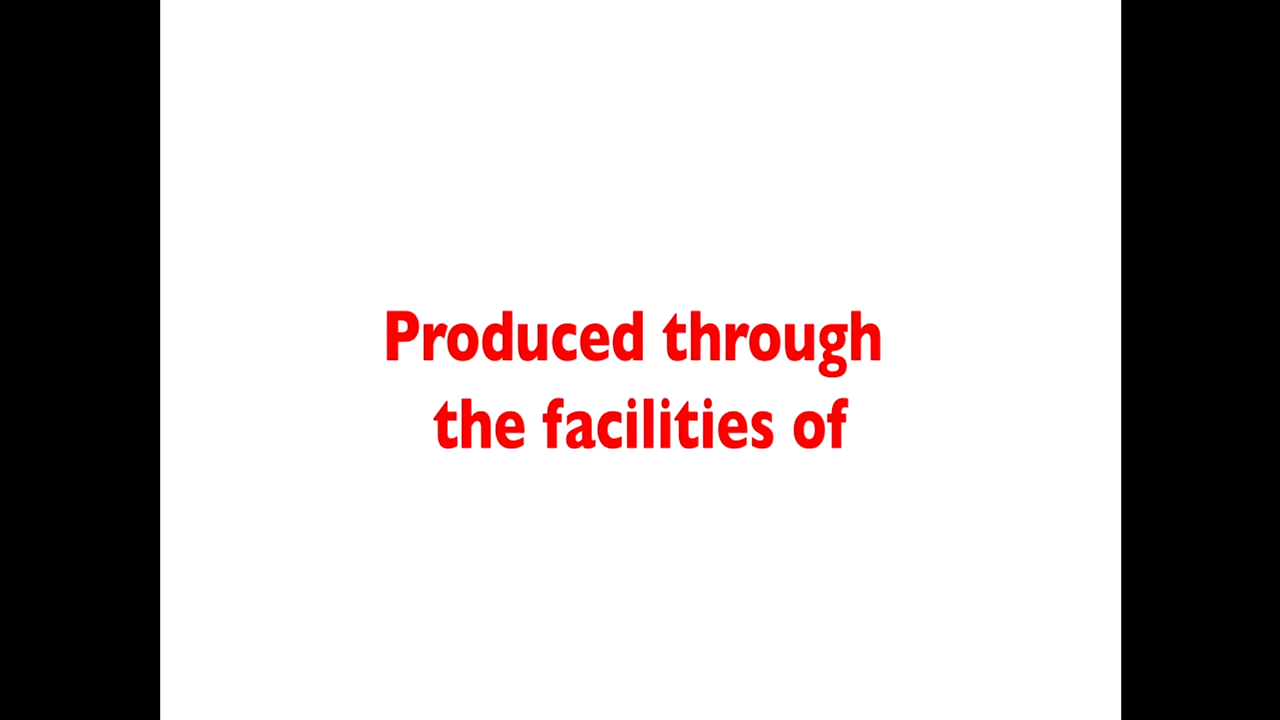 Produced through
the facilities of